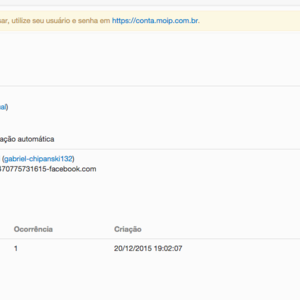 ar, utilize seu usuário e senha em https://conta.moip.com.br.
al)
ação automática
(gabriel-chipanski132)
470775731615-facebook.com
Ocorrência Criação
1 20/12/2015 19:02:07